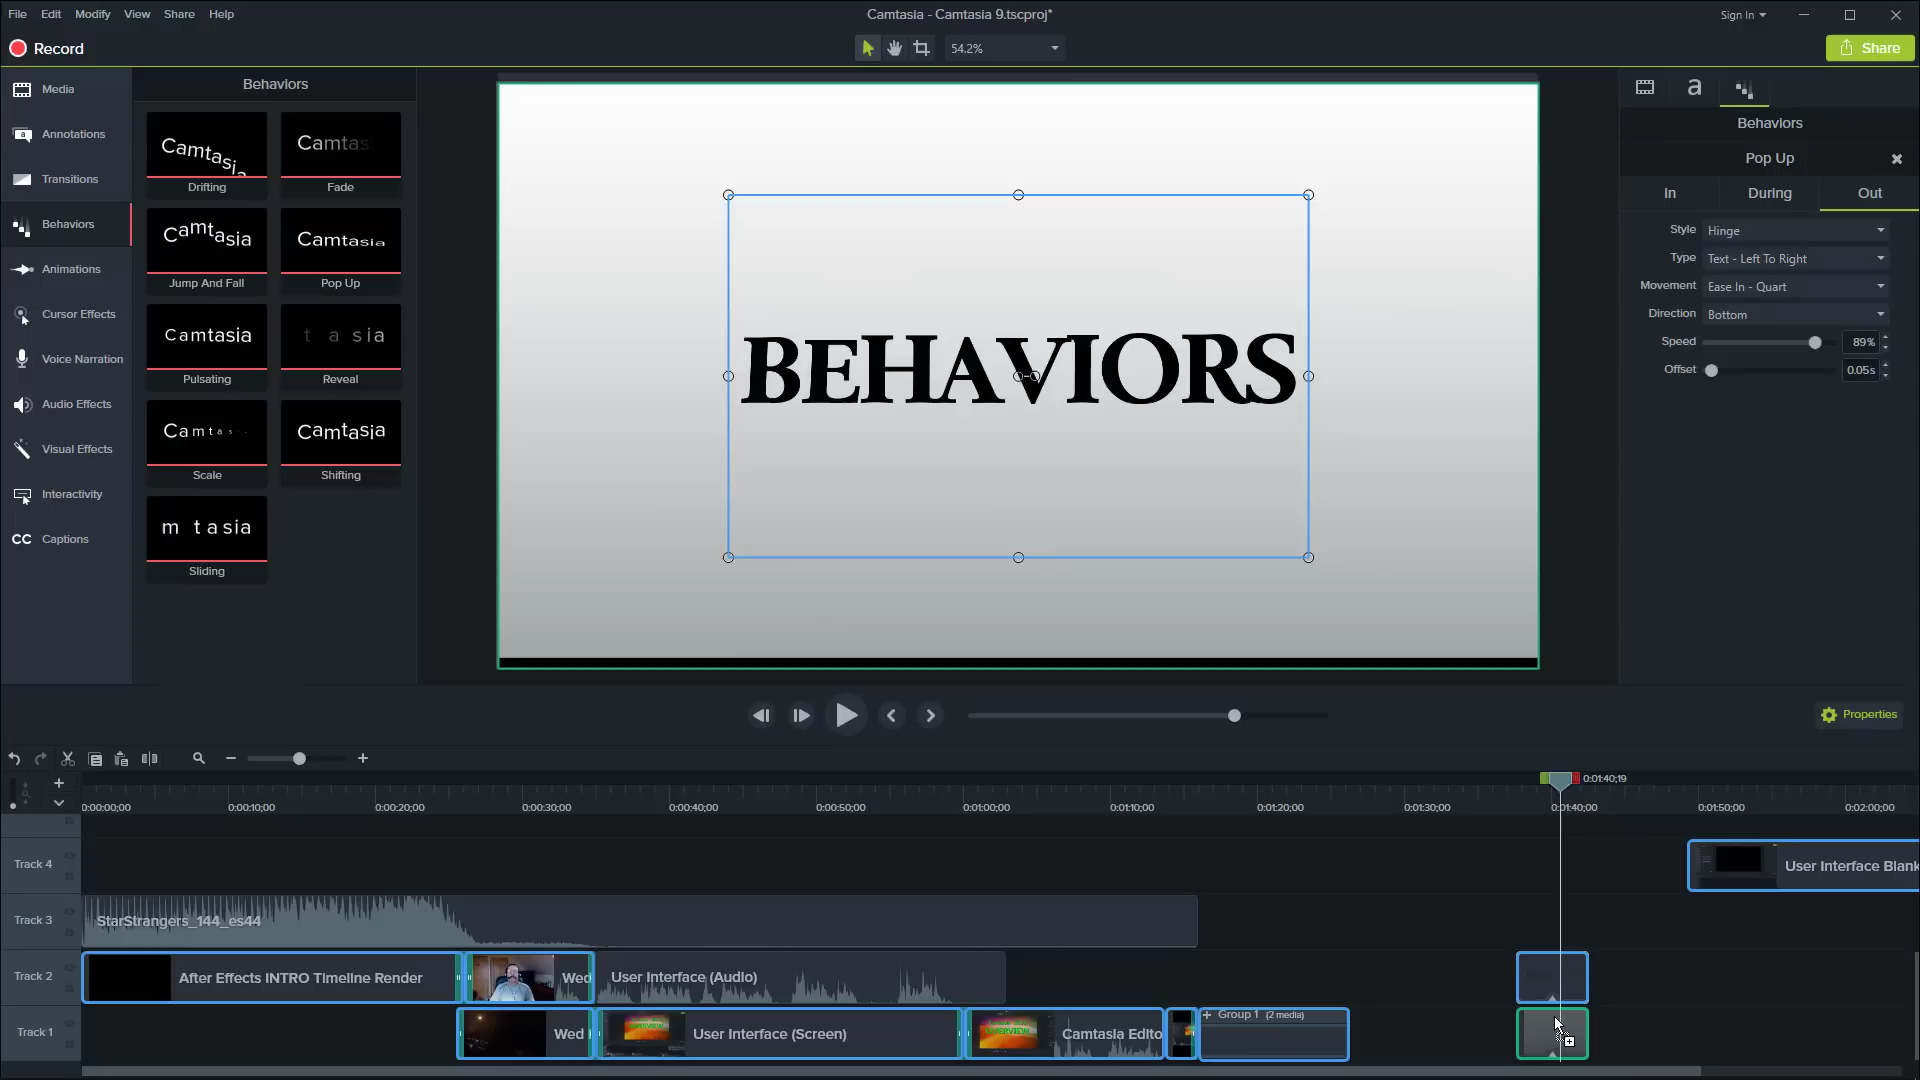 File Edit Modify View Share Help
Camtasia - Camtasia 9.tscproj*
Sign In
Record
54.2%
Share
Media
Annotations
Transitions
Behaviors
Animations
Cursor Effects
Voice Narration
Audio Effects
Visual Effects
Interactivity
CC Captions
Behaviors
Camtasia
Drifting
Camtas
Fade
Camtasia
Jump And Fall
Camtasia
Pop Up
Camtasia
Pulsating
t a sia
Reveal
Camtas
Scale
Camtasia
Shifting
m t asia
Sliding
BEHAVIORS
a
Behaviors
Pop Up
In During Out
Style Hinge
Type Text - Left To Right
Movement Ease In - Quart
Direction Bottom
Speed 89%
Offset 0.05s
Properties
0:01:40;19
0:00:00;00 0:00:10;00 0:00:20;00 0:00:30;00 0:00:40;00 0:00:50;00 0:01:00;00 0:01:10;00 0:01:20;00 0:01:30;00 0:01:40;00 0:01:50;00 0:02:00;00
Track 4
User Interface Blank
Track 3
StarStrangers_144_es44
Track 2
After Effects INTRO Timeline Render
Wed
User Interface (Audio)
Track 1
Wed
User Interface (Screen)
Camtasia Edito
Group 1 (2 media)